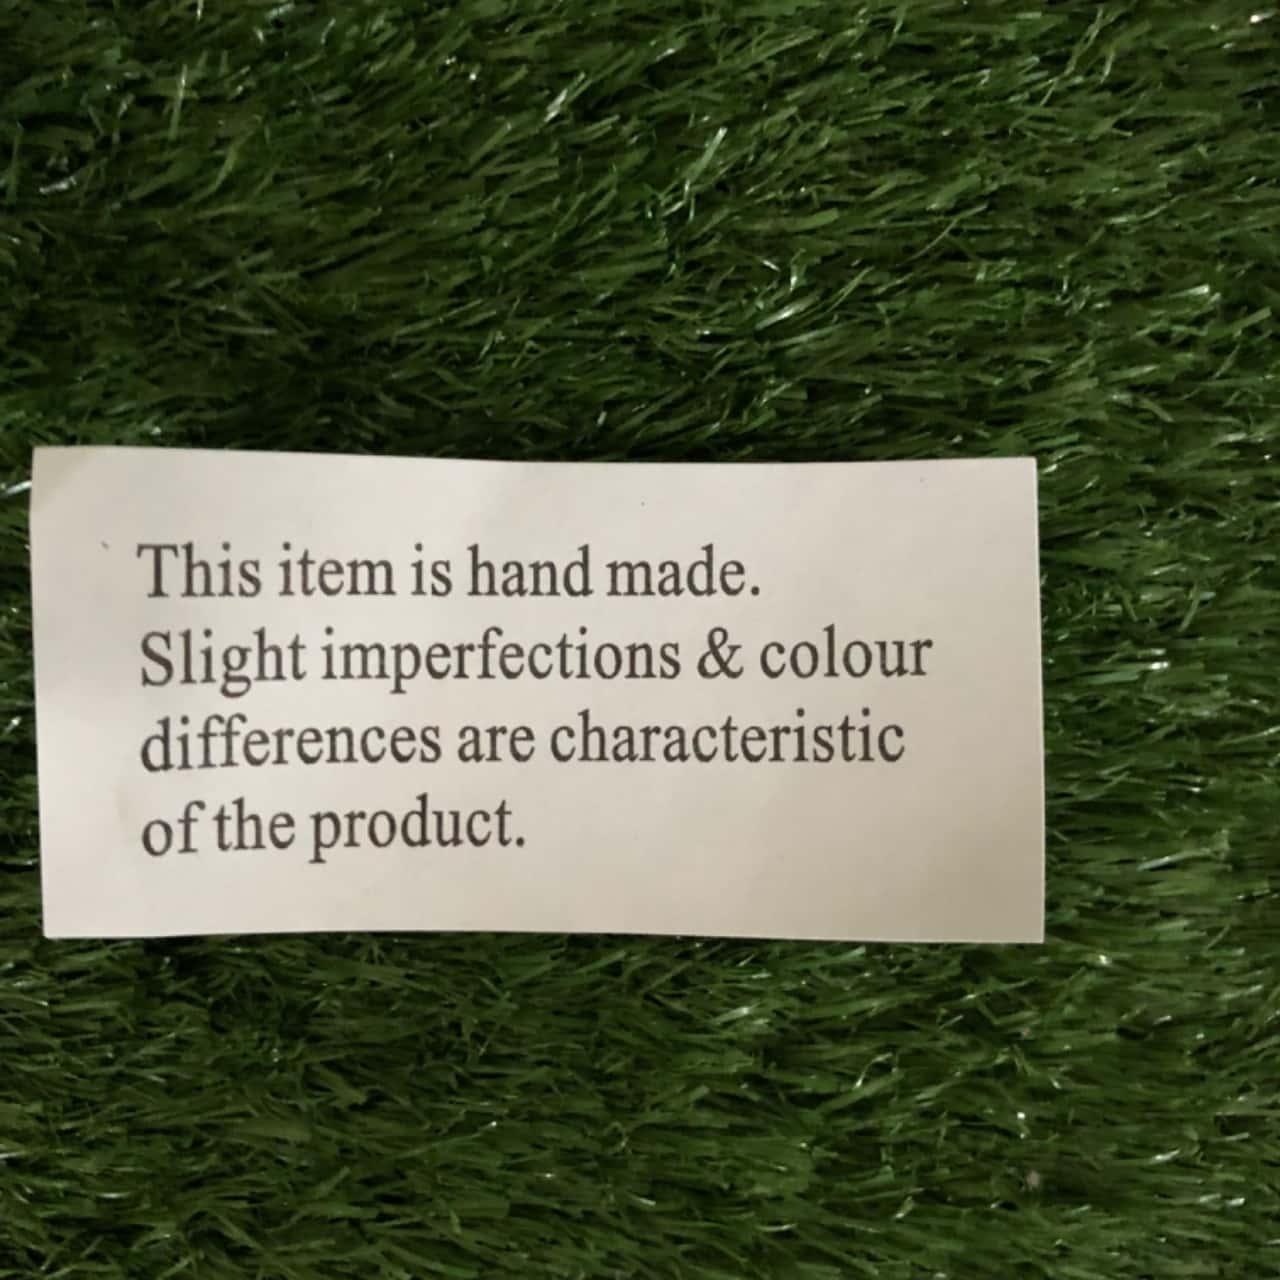 This item is hand made.
Slight imperfections & colour
differences are characteristic
of the product.